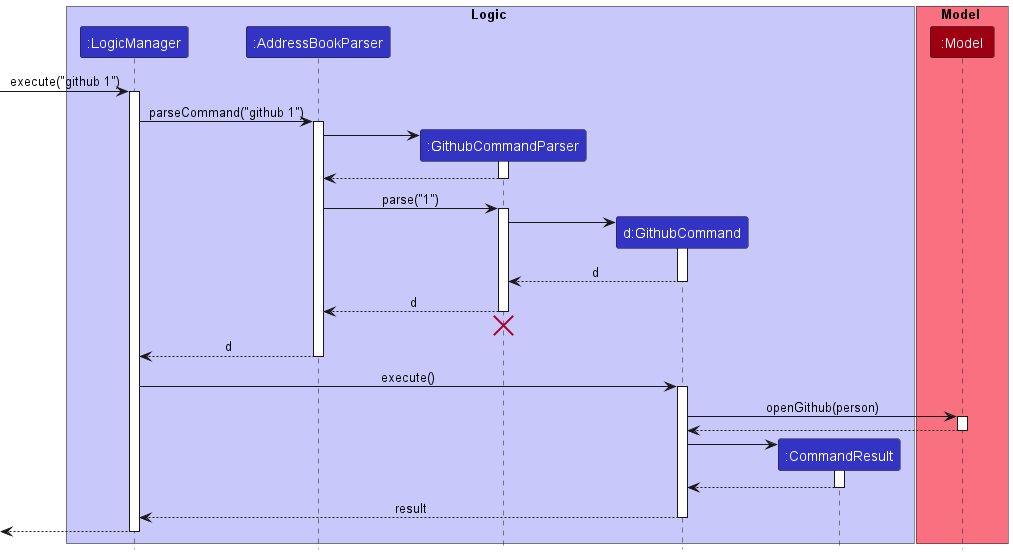 Logic
Model
:LogicManager
:AddressBookParser
:Model
execute("github 1")
parseCommand("github 1")
:GithubCommandParser
parse("1")
d:GithubCommand
d
d
d
execute()
openGithub(person)
:CommandResult
result